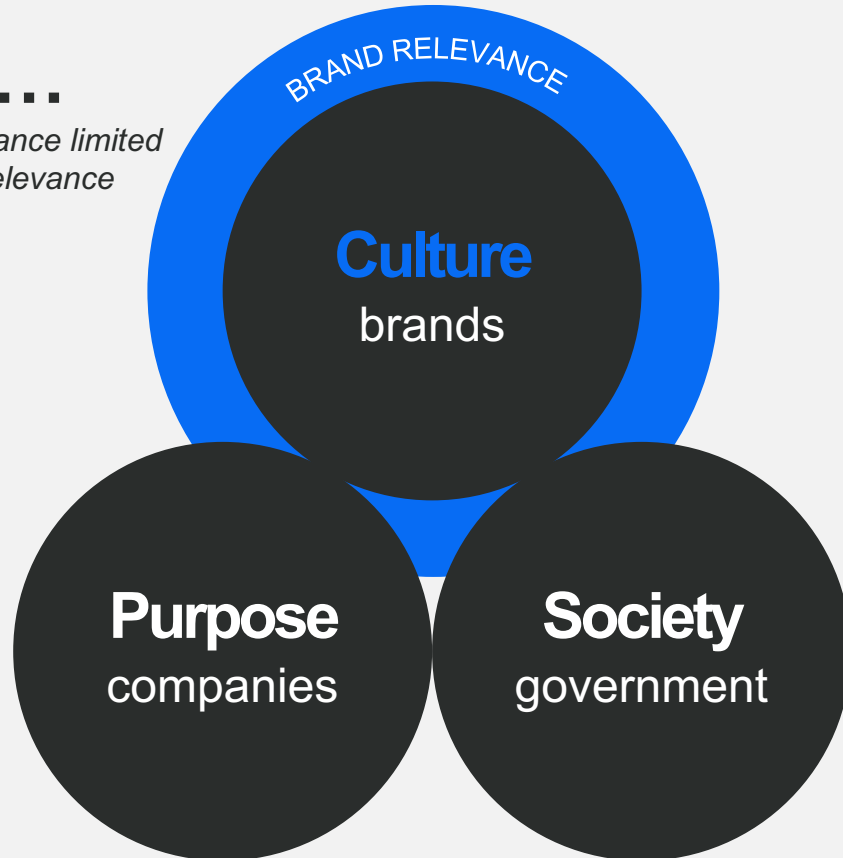 ...
ance limited
elevance
BRAND RELEVANCE
Culture
brands
Purpose
companies
Society
government